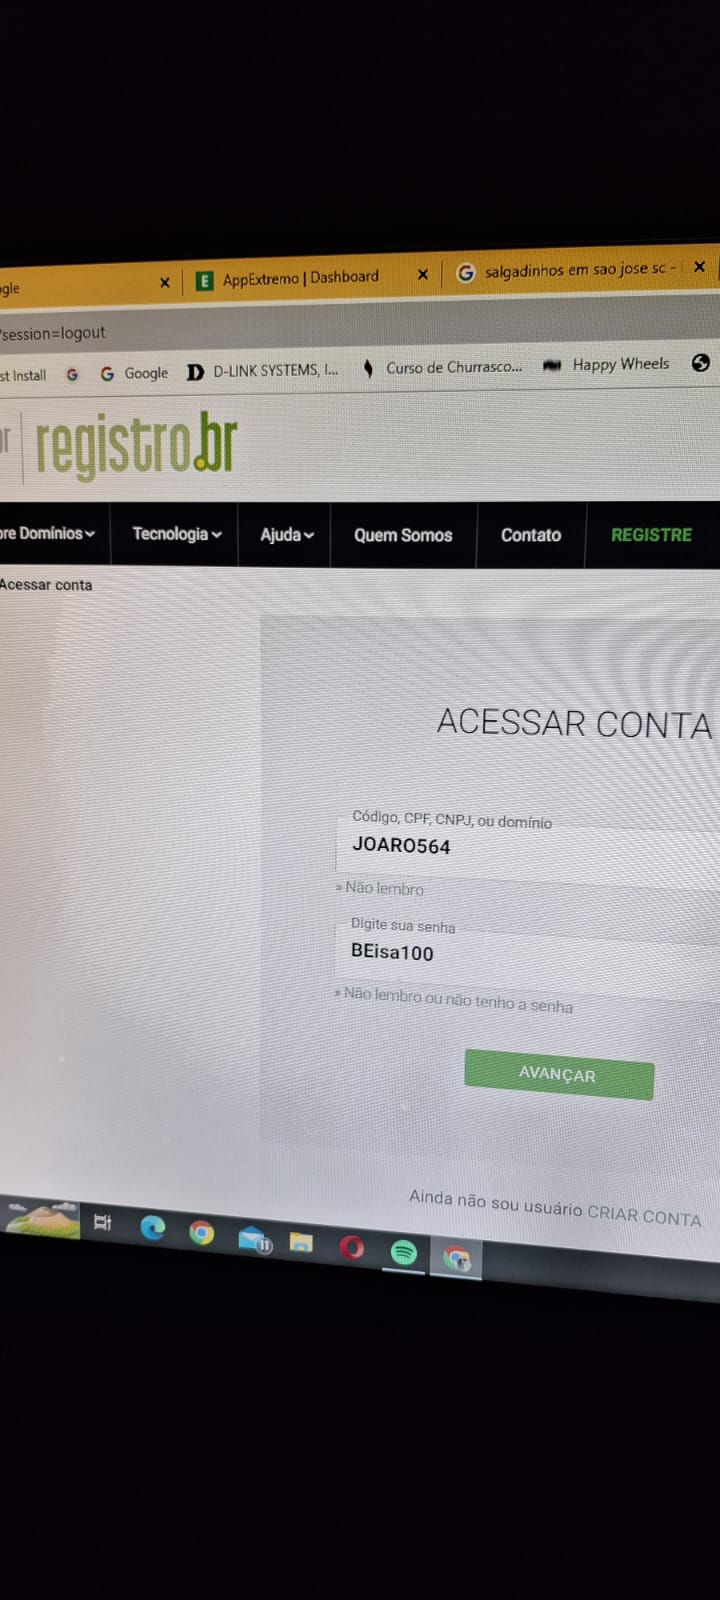 ogle
AppExtremo | Dashboard
salgadinhos em sao jose sc -
?session=logout
st Install
Google
D-LINK SYSTEMS, I...
Curso de Churrasco...
Happy Wheels
br
registro.br
bre Domínios
Tecnologia
Ajuda
Quem Somos
Contato
REGISTRE
Acessar conta
ACESSAR CONTA
Código, CPF, CNPJ, ou domínio
JOARO564
» Não lembro
Digite sua senha
BEisa100
» Não lembro ou não tenho a senha
AVANÇAR
Ainda não sou usuário CRIAR CONTA